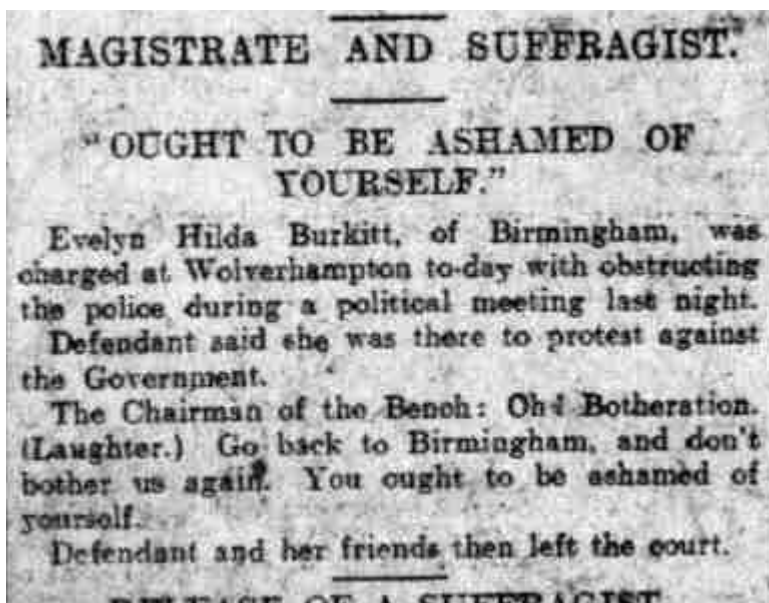 MAGISTRATE AND SUFFRAGIST.
"OUGHT TO BE ASHAMED OF
YOURSELF."
Evelyn Hilda Burkitt, of Birmingham, was
charged at Wolverhampton to-day with obstructing
the police during a political meeting last night.
Defendant said she was there to protest against
the Government.
The Chairman of the Bench: Oh! Botheration.
(Laughter.) Go back to Birmingham, and don't
bother us again. You ought to be ashamed of
yourself.
Defendant and her friends then left the court.
RELEASE OF A SUFFRAGIST